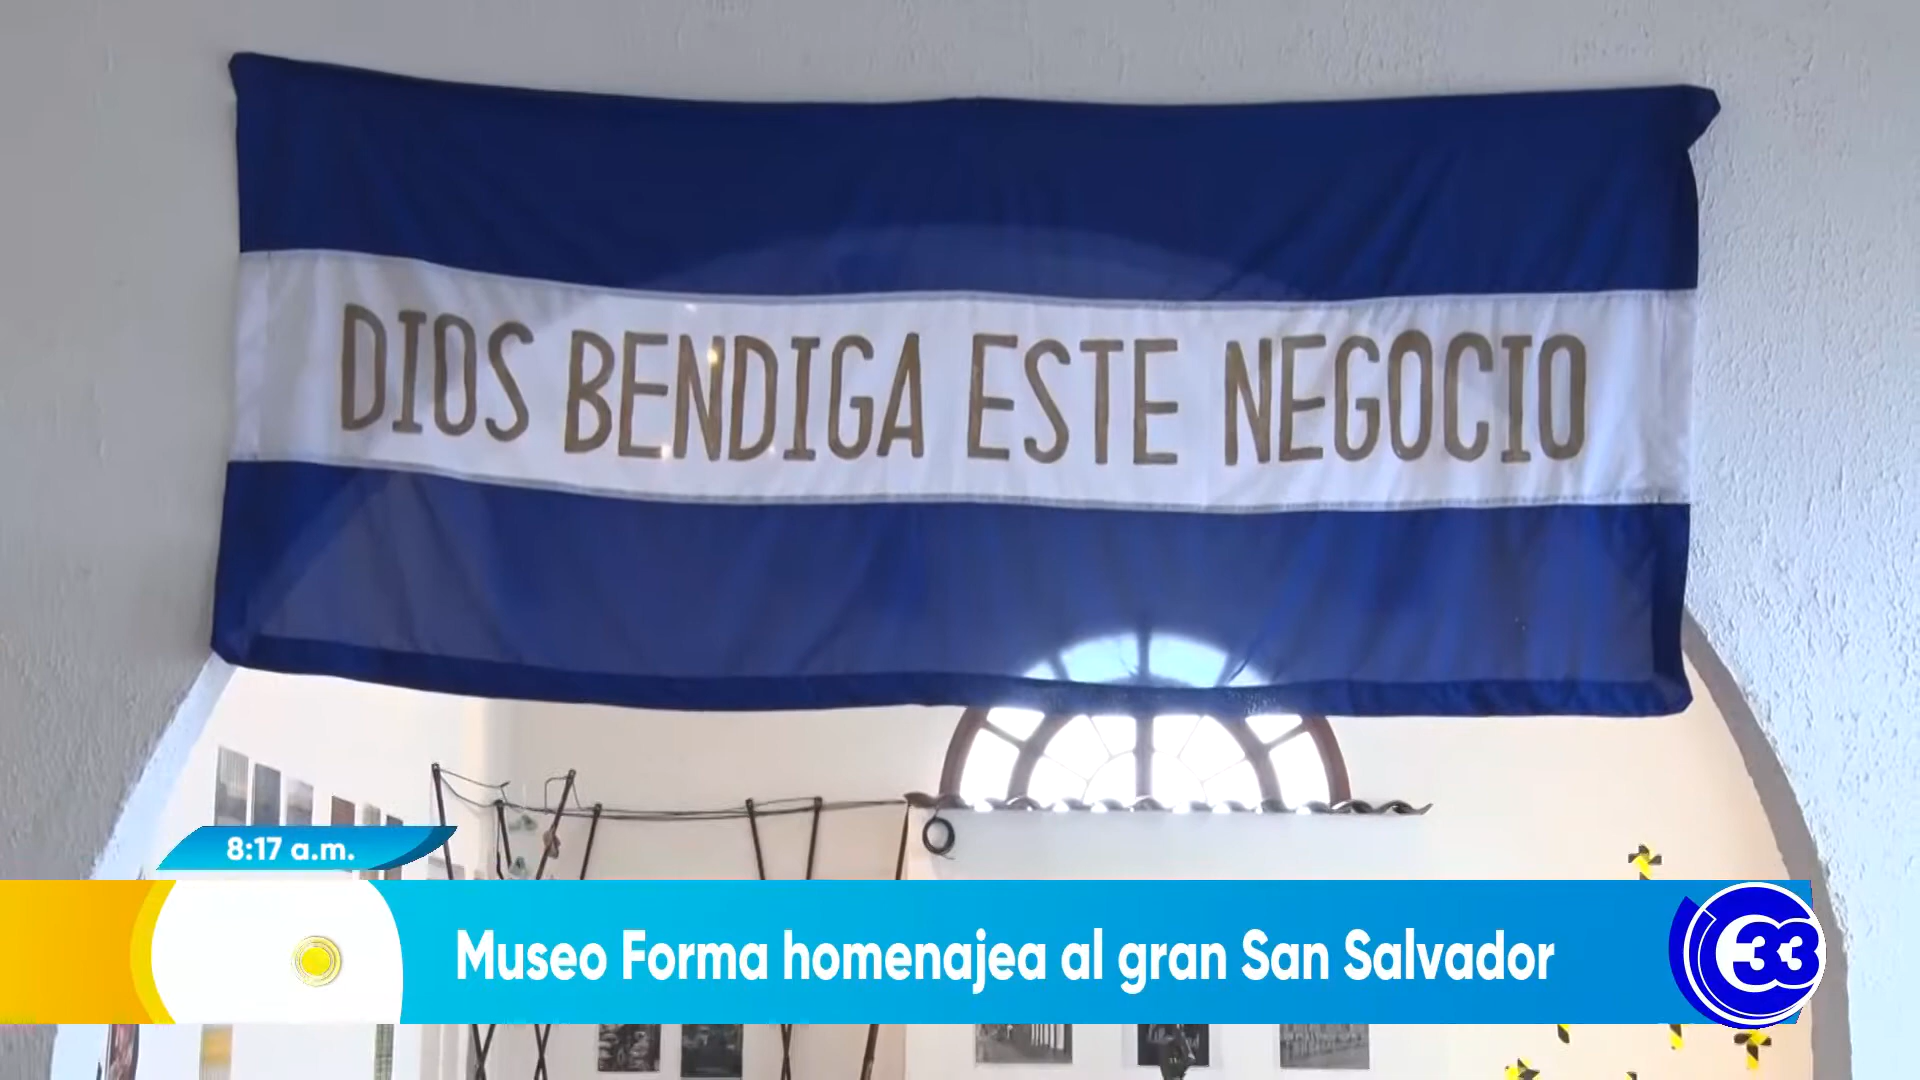 DIOS BENDIGA ESTE NEGOCIO
8:17 a.m.
Museo Forma homenajea al gran San Salvador
33